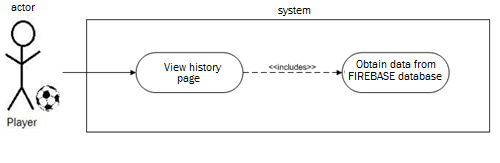 actor
system
View history
page
<<includes>>
Obtain data from
FIREBASE database
Player